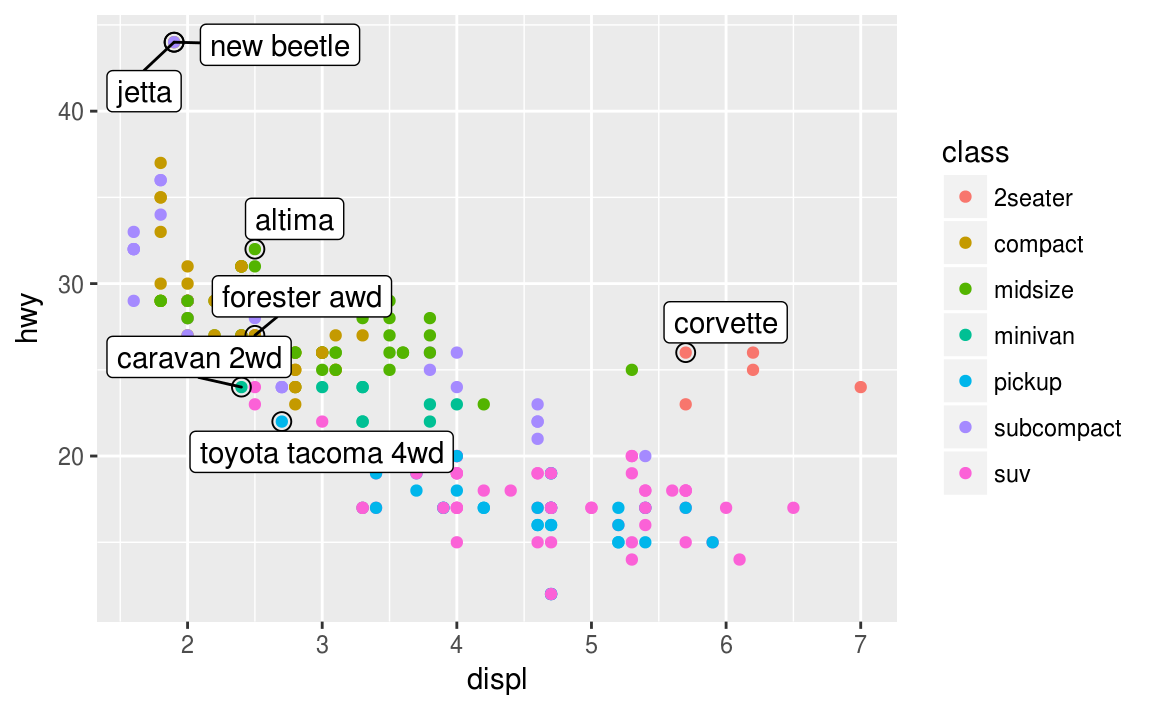 new beetle
jetta
altima
forester awd
corvette
caravan 2wd
toyota tacoma 4wd
40
30
20
hwy
2 3 4 5 6 7
displ
class
2seater
compact
midsize
minivan
pickup
subcompact
suv